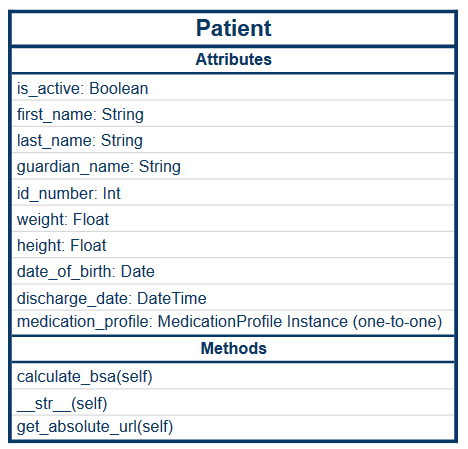 Patient
Attributes
is_active: Boolean
first_name: String
last_name: String
guardian_name: String
id_number: Int
weight: Float
height: Float
date_of_birth: Date
discharge_date: DateTime
medication_profile: MedicationProfile Instance (one-to-one)
Methods
calculate_bsa(self)
__str__(self)
get_absolute_url(self)